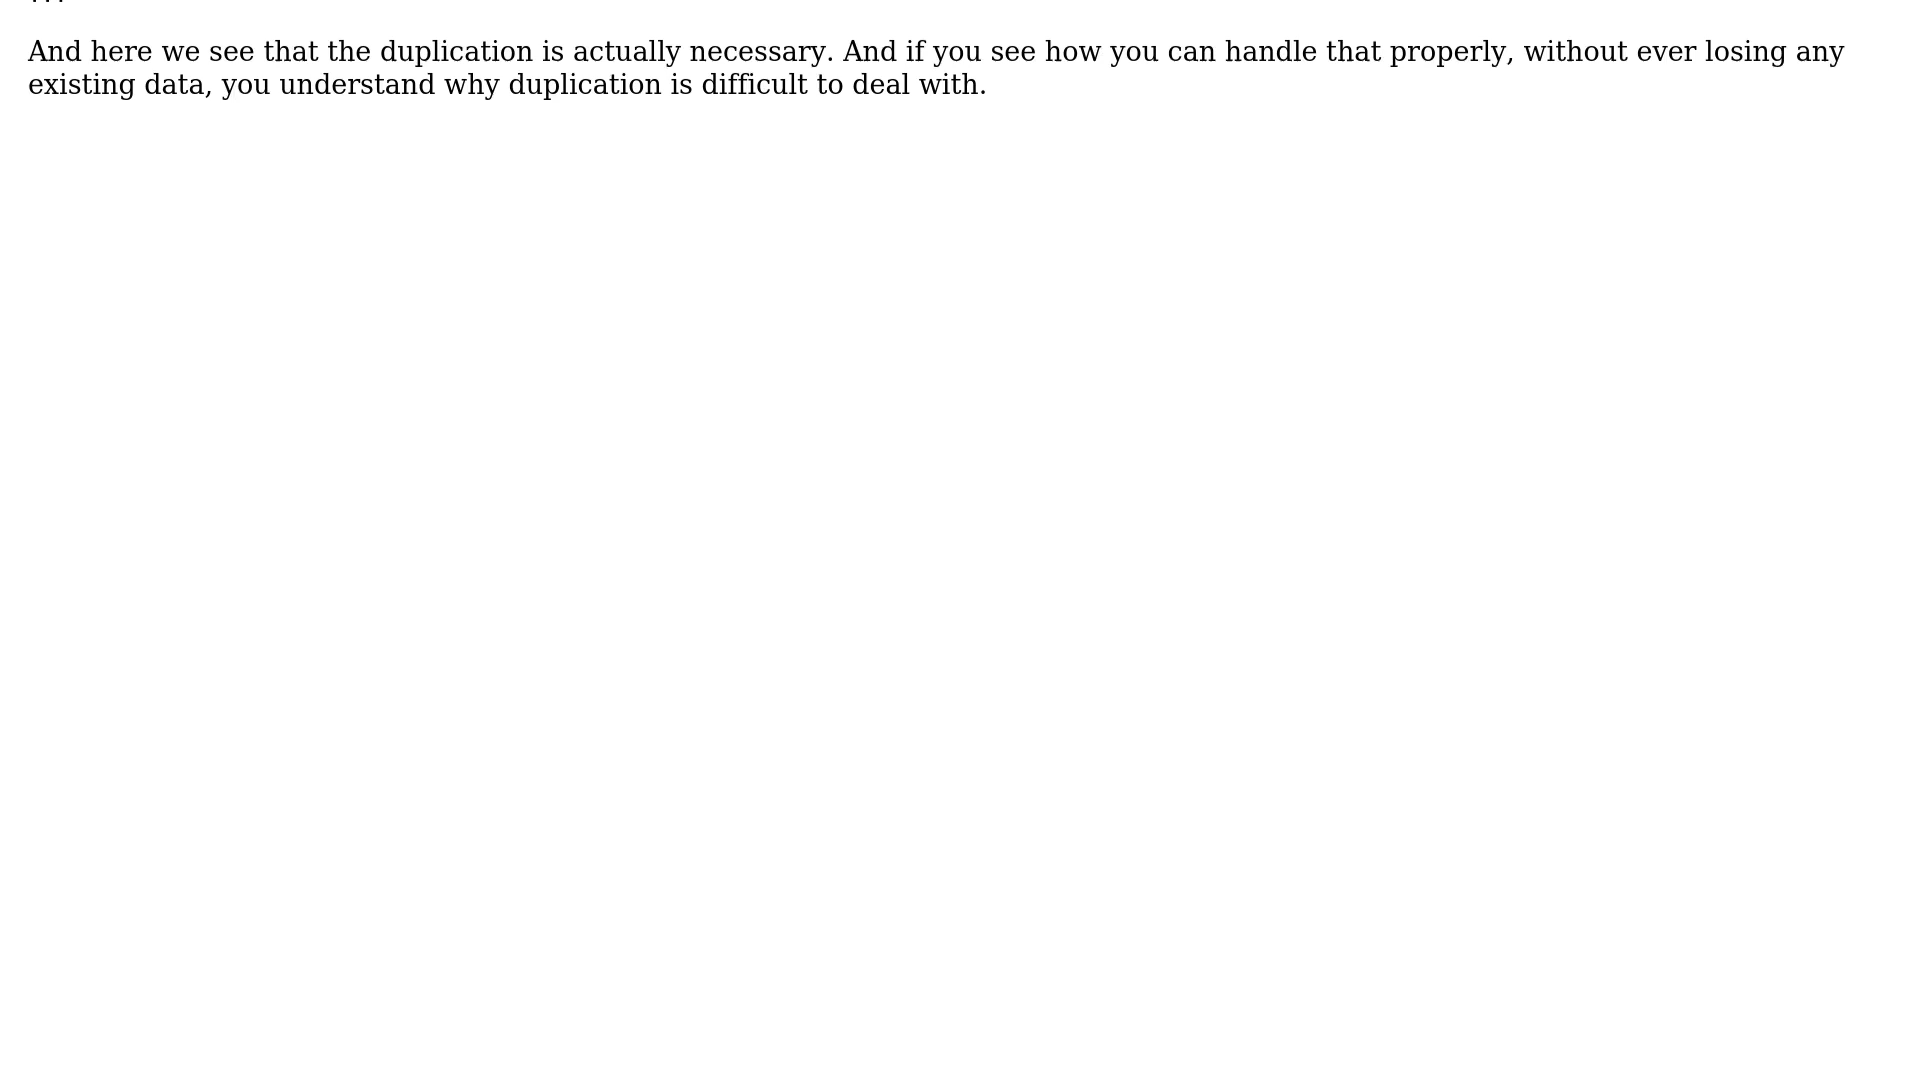 ...
And here we see that the duplication is actually necessary. And if you see how you can handle that properly, without ever losing any
existing data, you understand why duplication is difficult to deal with.